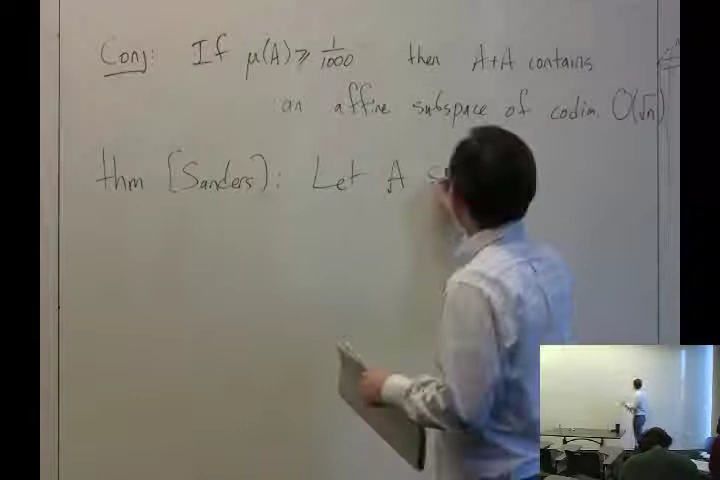 Conj: If μ(A) ⩾ 1/1000 then A+A contains
an affine subspace of codim. O(√n)
thm [Sanders]: Let A